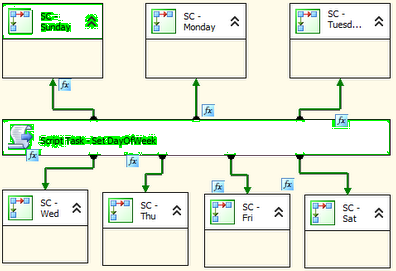 SC -
Sunday
SC -
Monday
SC -
Tuesd...
fx
fx
fx
Script Task - Set DayOfWeek
fx
fx
fx
SC -
Wed
SC -
Thu
SC -
Fri
SC -
Sat